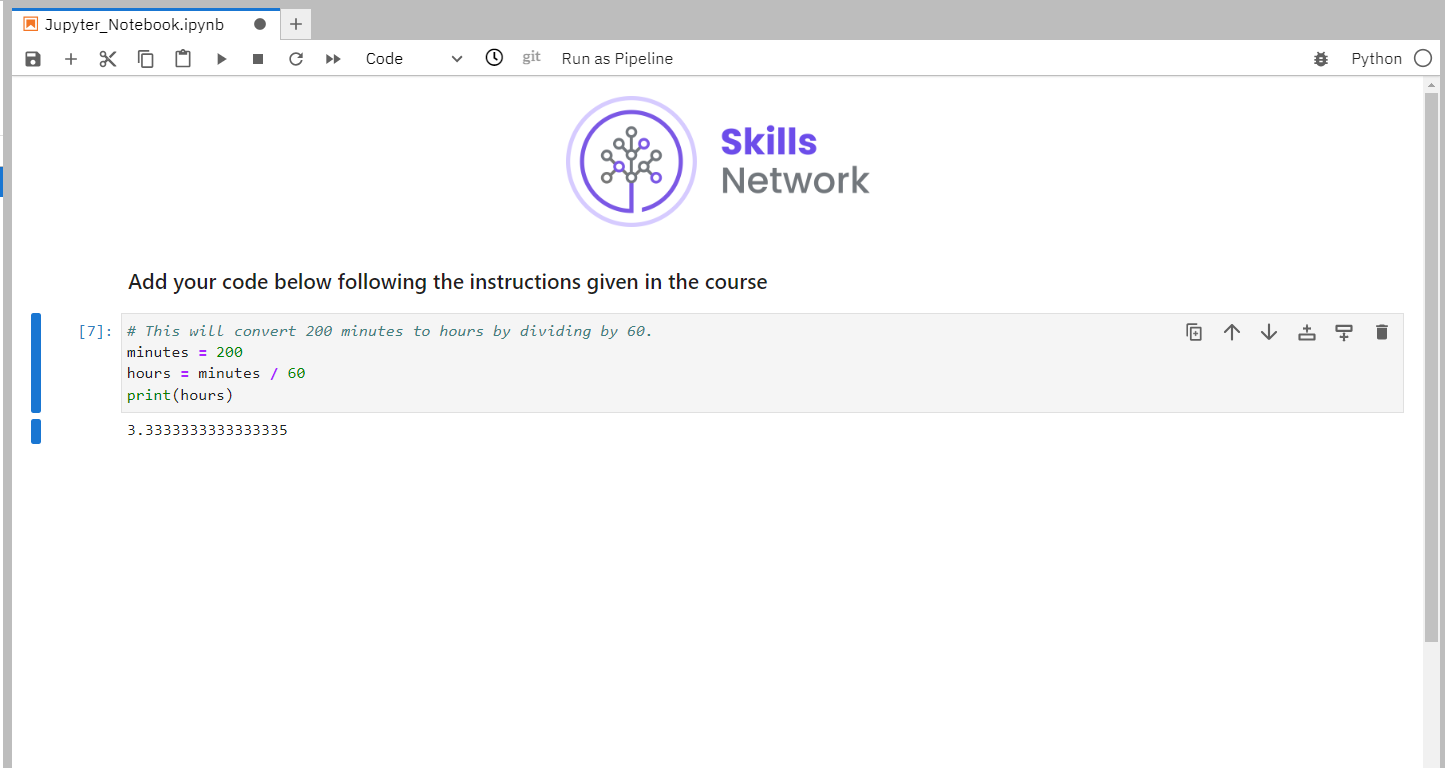 Jupyter_Notebook.ipynb
Code git Run as Pipeline Python
Skills
Network
Add your code below following the instructions given in the course
[7]: # This will convert 200 minutes to hours by dividing by 60.
minutes = 200
hours = minutes / 60
print(hours)
3.3333333333333335